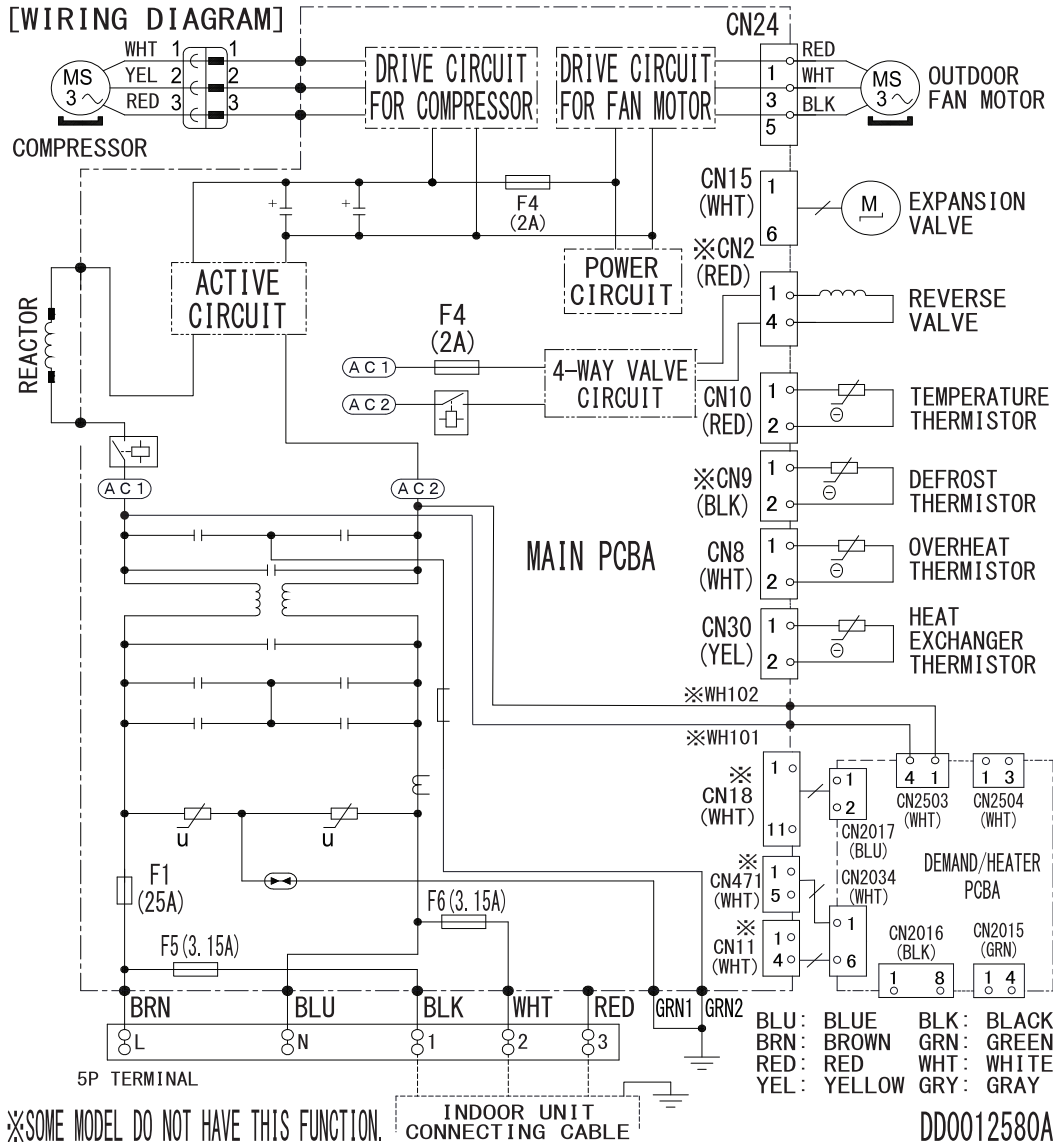 [WIRING DIAGRAM]
CN24
WHT 1 1
YEL 2 2
RED 3 3
MS
3
COMPRESSOR
DRIVE CIRCUIT
FOR COMPRESSOR
DRIVE CIRCUIT
FOR FAN MOTOR
1
3
5
RED
WHT
BLK
MS
3
OUTDOOR
FAN MOTOR
F4
(2A)
+
+
CN15
(WHT)
1
6
M
EXPANSION
VALVE
※CN2
(RED)
1
4
REVERSE
VALVE
ACTIVE
CIRCUIT
POWER
CIRCUIT
REACTOR
F4
(2A)
AC1
AC2
4-WAY VALVE
CIRCUIT
CN10
(RED)
1
2
TEMPERATURE
THERMISTOR
AC1
AC2
※CN9
(BLK)
1
2
DEFROST
THERMISTOR
MAIN PCBA
CN8
(WHT)
1
2
OVERHEAT
THERMISTOR
CN30
(YEL)
1
2
HEAT
EXCHANGER
THERMISTOR
※WH102
※WH101
※
CN18
(WHT)
1
11
1
2
CN2017
(BLU)
4 1
CN2503
(WHT)
1 3
CN2504
(WHT)
u
u
DEMAND/HEATER
PCBA
※
CN471
(WHT)
1
5
CN2034
(WHT)
1
6
F1
(25A)
F6(3.15A)
F5(3.15A)
※
CN11
(WHT)
1
4
CN2016
(BLK)
1 8
CN2015
(GRN)
1 4
BRN
BLU
BLK
WHT
RED
GRN1
GRN2
L
N
1
2
3
5P TERMINAL
BLU: BLUE BLK: BLACK
BRN: BROWN GRN: GREEN
RED: RED WHT: WHITE
YEL: YELLOW GRY: GRAY
INDOOR UNIT
CONNECTING CABLE
※SOME MODEL DO NOT HAVE THIS FUNCTION.
DD0012580A